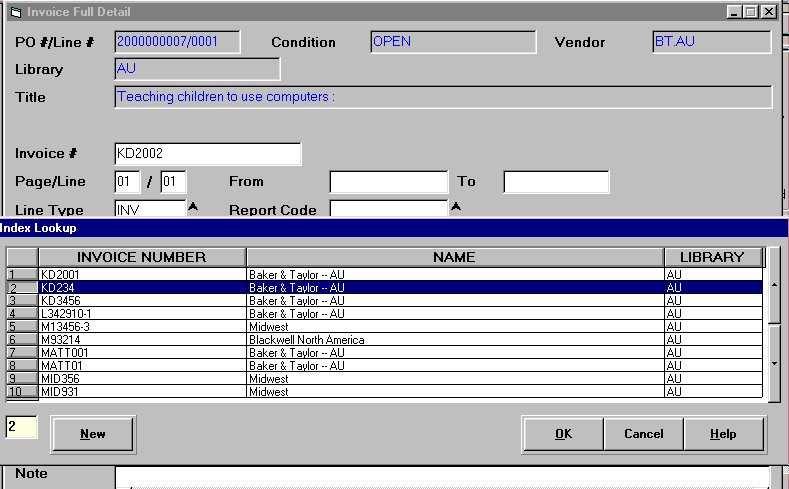 Invoice Full Detail
PO #/Line # 2000000007/0001 Condition OPEN Vendor BT.AU
Library AU
Title Teaching children to use computers :
Invoice # KD2002
Page/Line 01 / 01 From To
Line Type INV Report Code
Index Lookup
INVOICE NUMBER NAME LIBRARY
1 KD2001 Baker & Taylor -- AU AU
2 KD234 Baker & Taylor -- AU AU
3 KD3456 Baker & Taylor -- AU AU
4 L342910-1 Baker & Taylor -- AU AU
5 M13456-3 Midwest AU
6 M93214 Blackwell North America AU
7 MATT001 Baker & Taylor -- AU AU
8 MATT01 Baker & Taylor -- AU AU
9 MID356 Midwest AU
10 MID931 Midwest AU
2 New OK Cancel Help
Note